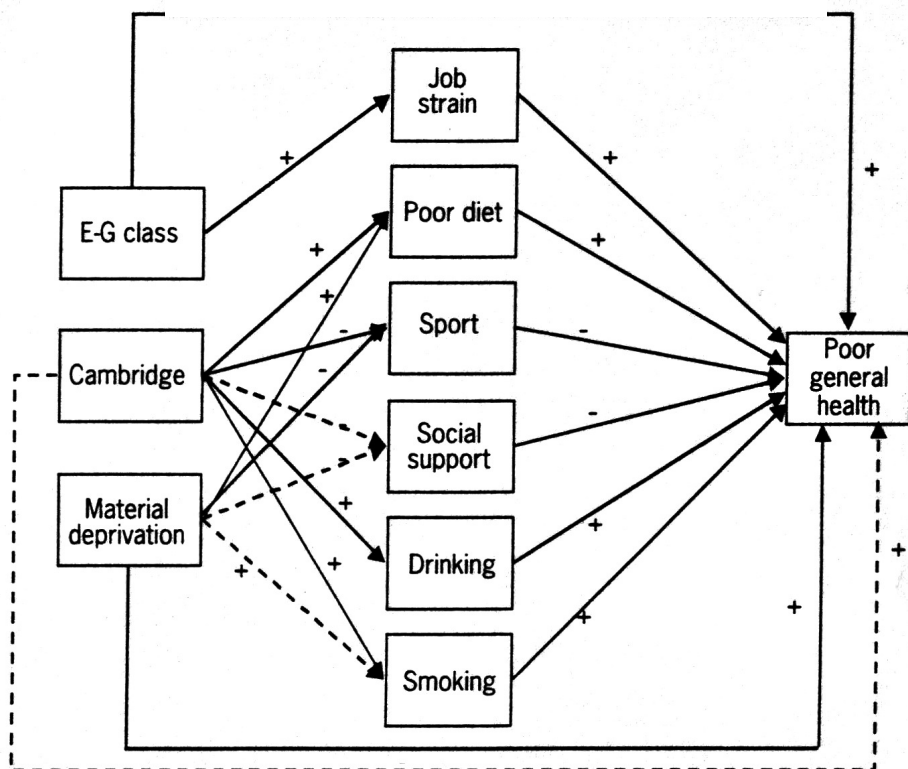 Job
strain
+
+
+
E-G class
Poor diet
+
+
+
-
Sport
-
-
Cambridge
Poor
general
health
-
Social
support
-
Material
deprivation
+
Drinking
+
+
+
+
+
+
Smoking